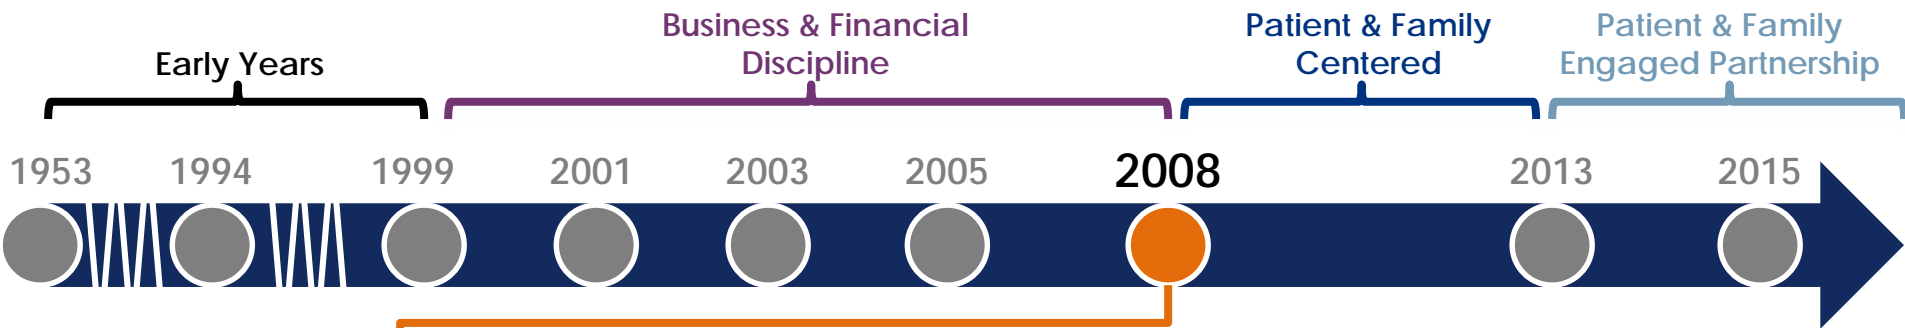 Early Years
Business & Financial
Discipline
Patient & Family
Centered
Patient & Family
Engaged Partnership
1953 1994 1999 2001 2003 2005 2008 2013 2015